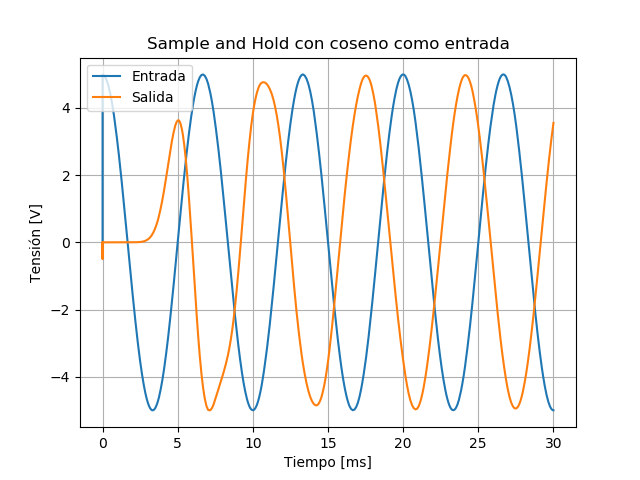 Sample and Hold con coseno como entrada
Entrada
Salida
Tensión [V]
4
2
0
−2
−4
0 5 10 15 20 25 30
Tiempo [ms]